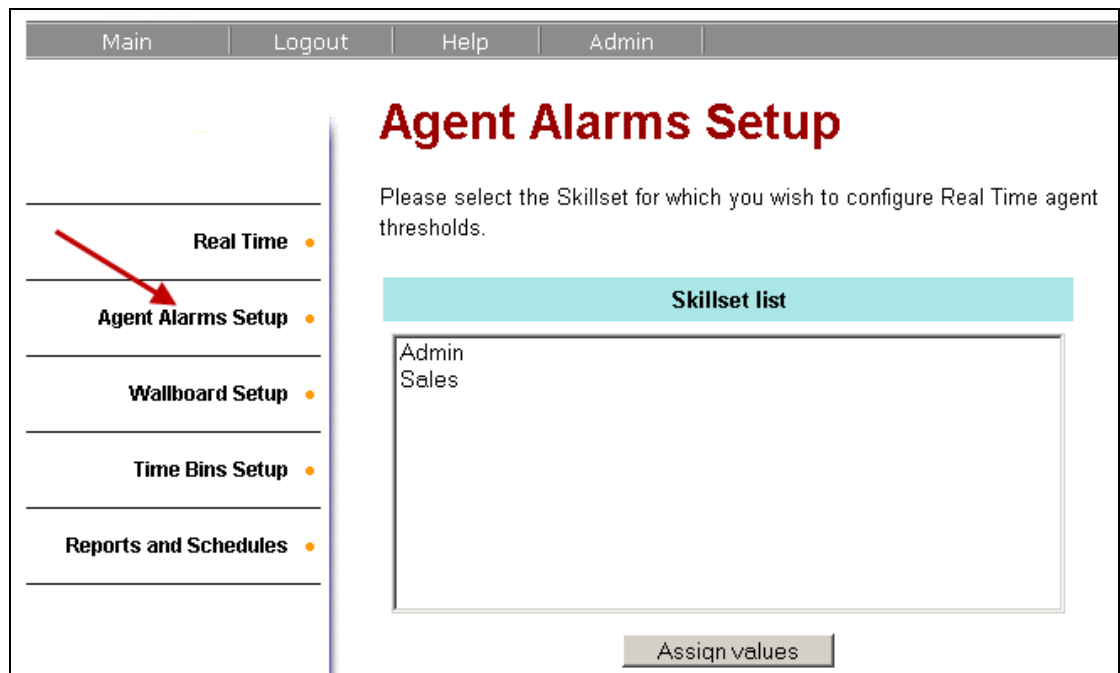 Main Logout Help Admin
Agent Alarms Setup
Please select the Skillset for which you wish to configure Real Time agent
thresholds.
Real Time
Agent Alarms Setup
Wallboard Setup
Time Bins Setup
Reports and Schedules
Skillset list
Admin
Sales
Assign values